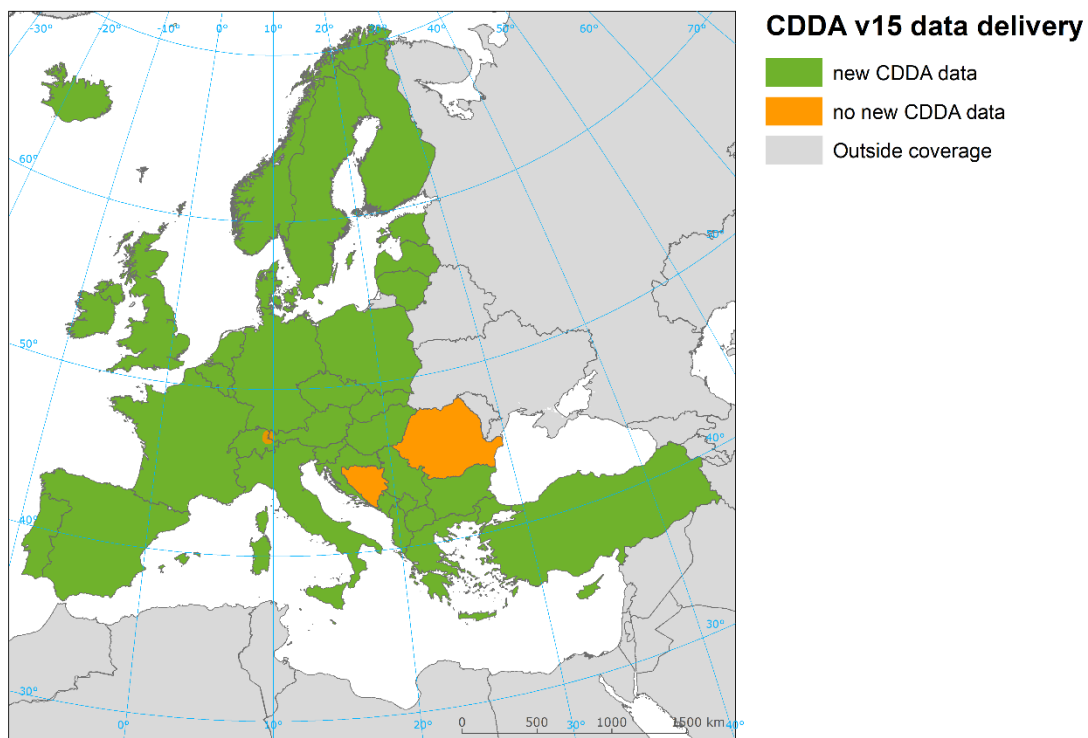 CDDA v15 data delivery
new CDDA data
no new CDDA data
Outside coverage
-30° -20° -10° 0° 10° 20° 30° 40° 50° 60° 70°
60°
50°
40°
30°
50°
40°
30°
0° 10° 20° 30° 40°
0 500 1000 1500 km